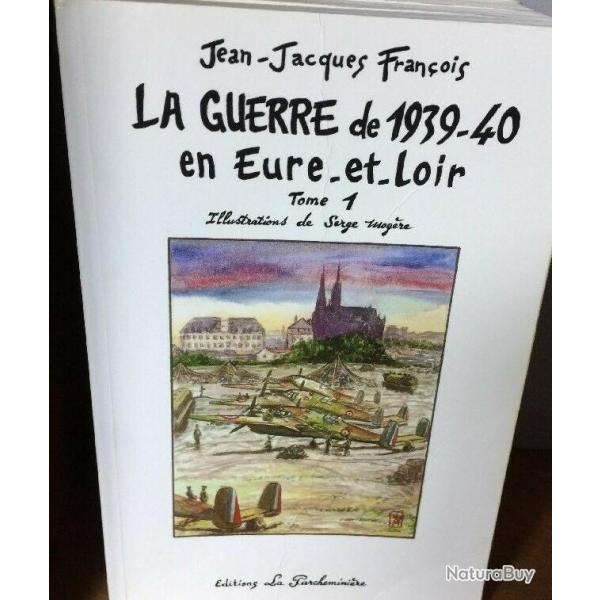 Jean-Jacques François
LA GUERRE de 1939-40
en Eure-et-Loir
Tome 1
Illustrations de Serge Mogère
Editions La Parcheminière
NaturaBuy